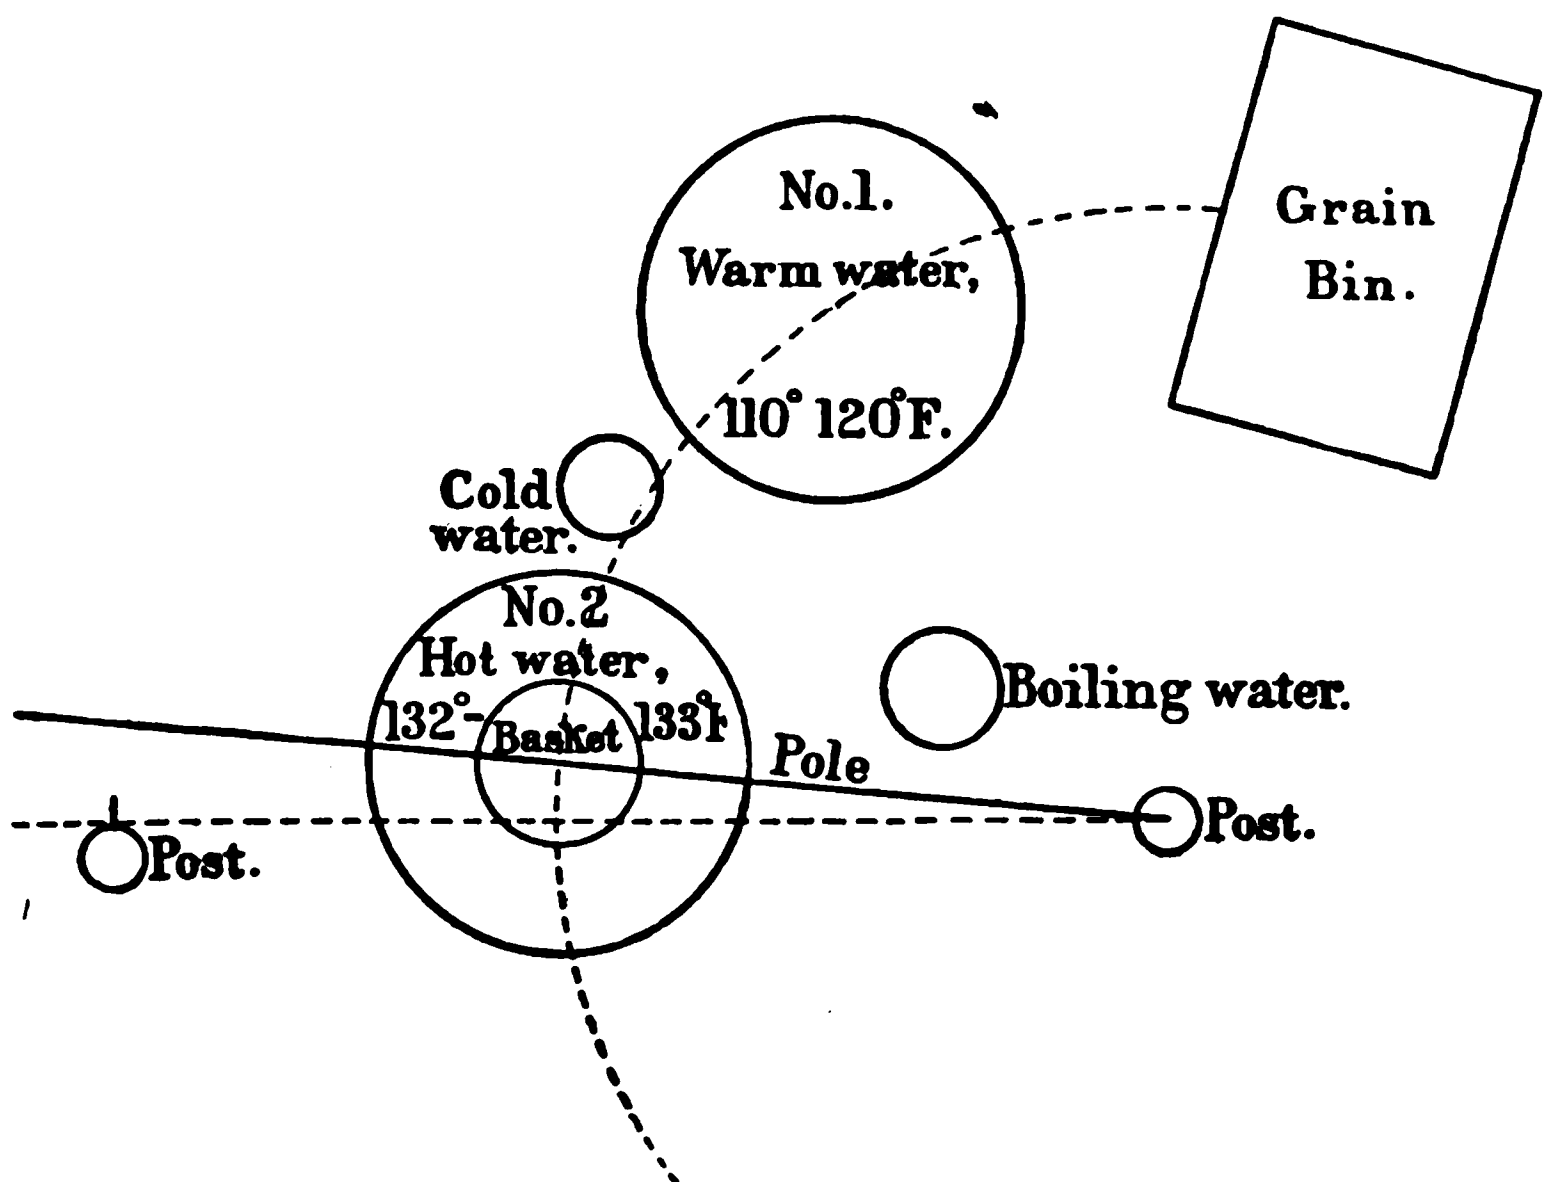 No.1.
Warm water,
110° 120°F.
Grain
Bin.
Cold
water.
No.2
Hot water,
132°-
133°F
Basket
Pole
Boiling water.
Post.
Post.